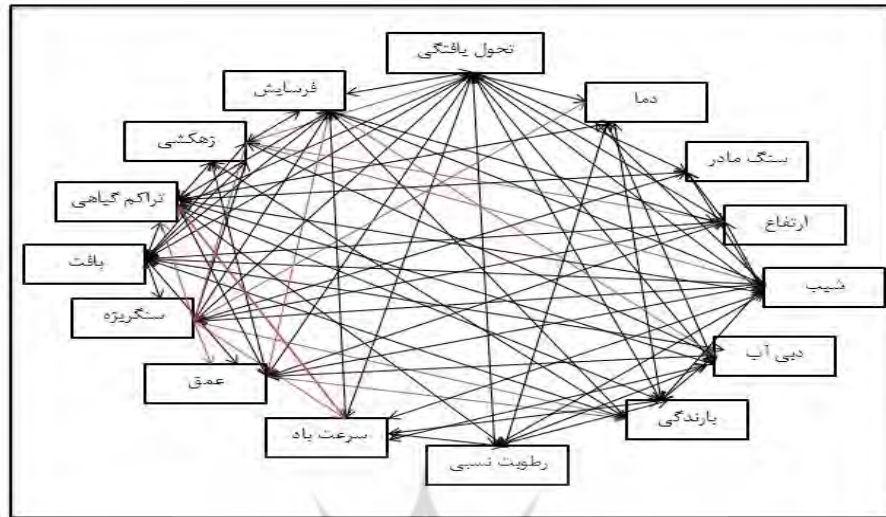 تحول یافتگی
فرسایش
دما
زهکشی
سنگ مادر
تراکم گیاهی
ارتفاع
بافت
شیب
سنگریزه
دبی آب
عمق
بارندگی
سرعت باد
رطوبت نسبی